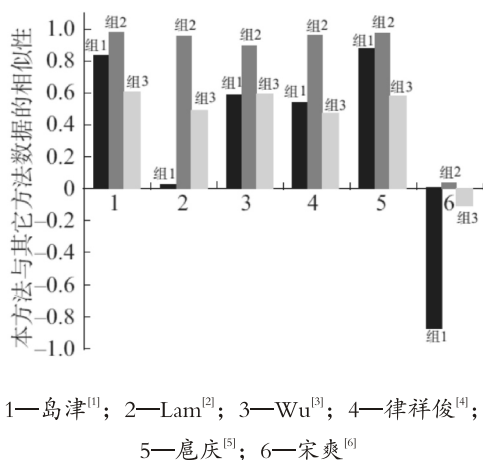 本方法与其它方法数据的相似性
1.0
0.8
0.6
0.4
0.2
0
-0.2
-0.4
-0.6
-0.8
-1.0
组1 组2 组3
组1 组2 组3
组1 组2 组3
组1 组2 组3
组1 组2 组3
组1 组2 组3
1 2 3 4 5 6
1—岛津[1]；2—Lam[2]；3—Wu[3]；4—律祥俊[4]；
5—扈庆[5]；6—宋爽[6]